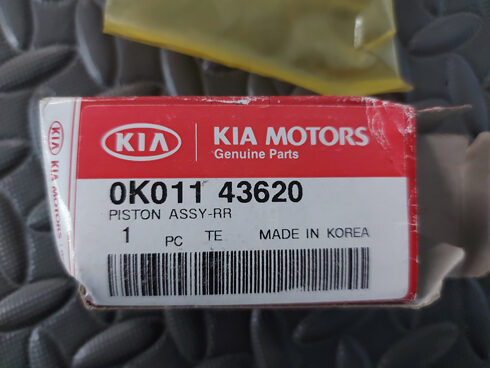 KIA
KIA MOTORS
Genuine Parts
0K011 43620
PISTON ASSY-RR
1 PC TE MADE IN KOREA